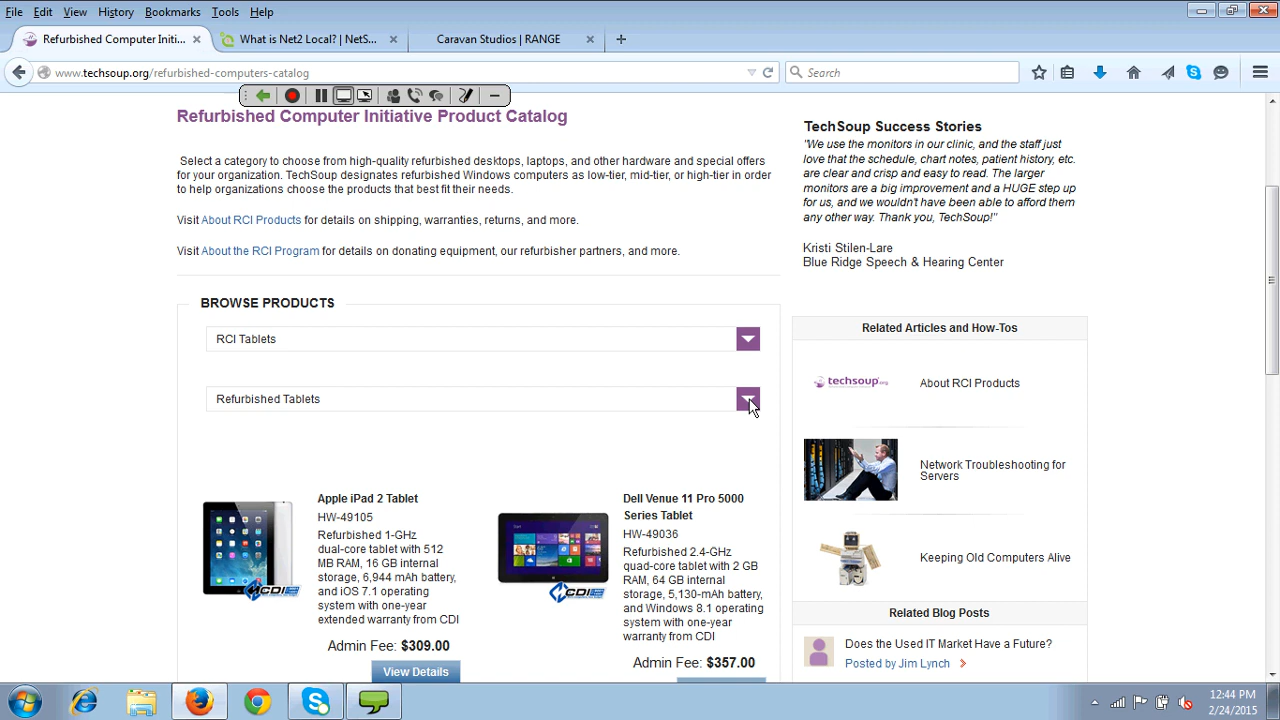 File Edit View History Bookmarks Tools Help
Refurbished Computer Initi... × What is Net2 Local? | NetS... × Caravan Studios | RANGE × +
www.techsoup.org/refurbished-computers-catalog Search
Refurbished Computer Initiative Product Catalog
Select a category to choose from high-quality refurbished desktops, laptops, and other hardware and special offers
for your organization. TechSoup designates refurbished Windows computers as low-tier, mid-tier, or high-tier in order
to help organizations choose the products that best fit their needs.
Visit About RCI Products for details on shipping, warranties, returns, and more.
Visit About the RCI Program for details on donating equipment, our refurbisher partners, and more.
BROWSE PRODUCTS
RCI Tablets
Refurbished Tablets
Apple iPad 2 Tablet
HW-49105
Refurbished 1-GHz
dual-core tablet with 512
MB RAM, 16 GB internal
storage, 6,944 mAh battery,
and iOS 7.1 operating
system with one-year
extended warranty from CDI
Admin Fee: $309.00
View Details
CDI
Dell Venue 11 Pro 5000
Series Tablet
HW-49036
Refurbished 2.4-GHz
quad-core tablet with 2 GB
RAM, 64 GB internal
storage, 5,130-mAh battery,
and Windows 8.1 operating
system with one-year
warranty from CDI
Admin Fee: $357.00
CDI
TechSoup Success Stories
"We use the monitors in our clinic, and the staff just
love that the schedule, chart notes, patient history, etc.
are clear and crisp and easy to read. The larger
monitors are a big improvement and a HUGE step up
for us, and we wouldn't have been able to afford them
any other way. Thank you, TechSoup!"
Kristi Stilen-Lare
Blue Ridge Speech & Hearing Center
Related Articles and How-Tos
techsoup.org
About RCI Products
Network Troubleshooting for
Servers
Keeping Old Computers Alive
Related Blog Posts
Does the Used IT Market Have a Future?
Posted by Jim Lynch
12:44 PM
2/24/2015